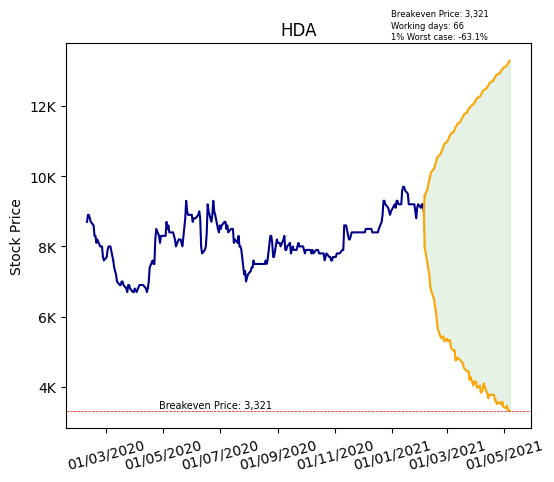 Breakeven Price: 3,321
Working days: 66
1% Worst case: -63.1%
HDA
Stock Price
12K
10K
8K
6K
4K
Breakeven Price: 3,321
01/03/2020
01/05/2020
01/07/2020
01/09/2020
01/11/2020
01/01/2021
01/03/2021
01/05/2021